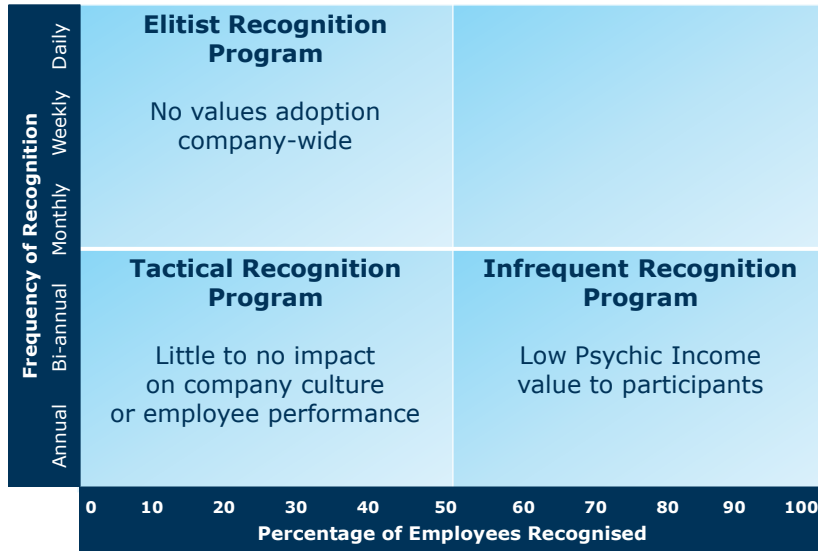 Elitist Recognition
Program
No values adoption
company-wide
Tactical Recognition
Program
Little to no impact
on company culture
or employee performance
Infrequent Recognition
Program
Low Psychic Income
value to participants
Frequency of Recognition
Daily
Weekly
Monthly
Bi-annual
Annual
0 10 20 30 40 50 60 70 80 90 100
Percentage of Employees Recognised